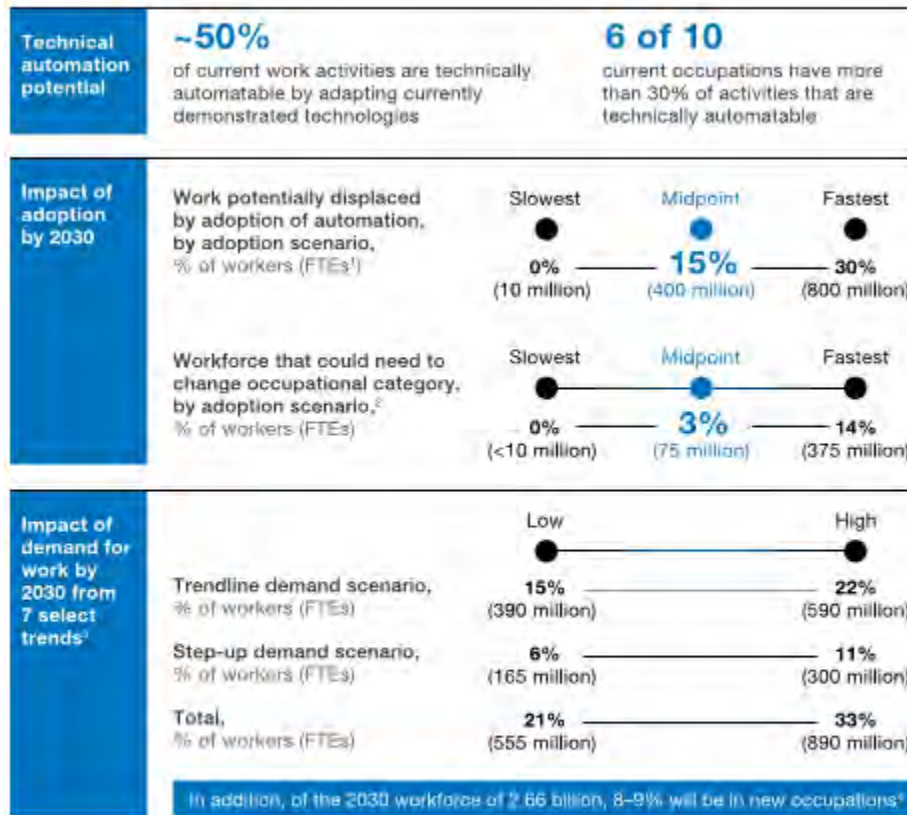 Technical
automation
potential
~50%
of current work activities are technically
automatable by adapting currently
demonstrated technologies
6 of 10
current occupations have more
than 30% of activities that are
technically automatable
Impact of
adoption
by 2030
Work potentially displaced
by adoption of automation,
by adoption scenario,
% of workers (FTEs¹)
Slowest Midpoint Fastest
0% 15% 30%
(10 million) (400 million) (800 million)
Workforce that could need to
change occupational category,
by adoption scenario,²
% of workers (FTEs)
Slowest Midpoint Fastest
0% 3% 14%
(<10 million) (75 million) (375 million)
Impact of
demand for
work by
2030 from
7 select
trends³
Low High
Trendline demand scenario,
% of workers (FTEs)
15% 22%
(390 million) (590 million)
Step-up demand scenario,
% of workers (FTEs)
6% 11%
(165 million) (300 million)
Total,
% of workers (FTEs)
21% 33%
(555 million) (890 million)
In addition, of the 2030 workforce of 2.66 billion, 8–9% will be in new occupations⁴